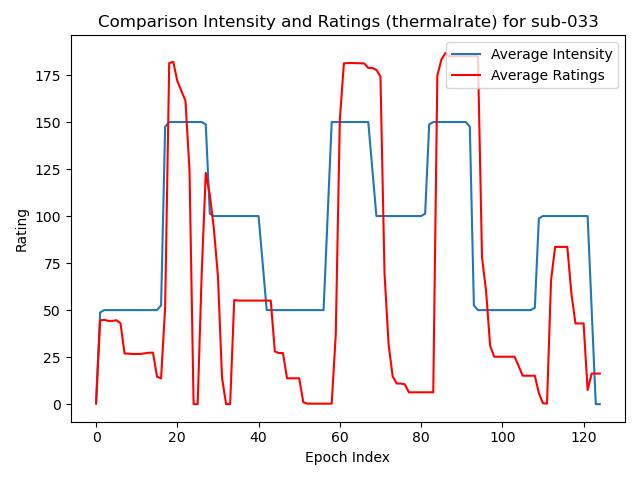 Comparison Intensity and Ratings (thermalrate) for sub-033
Average Intensity
Average Ratings
Rating
175
150
125
100
75
50
25
0
0 20 40 60 80 100 120
Epoch Index